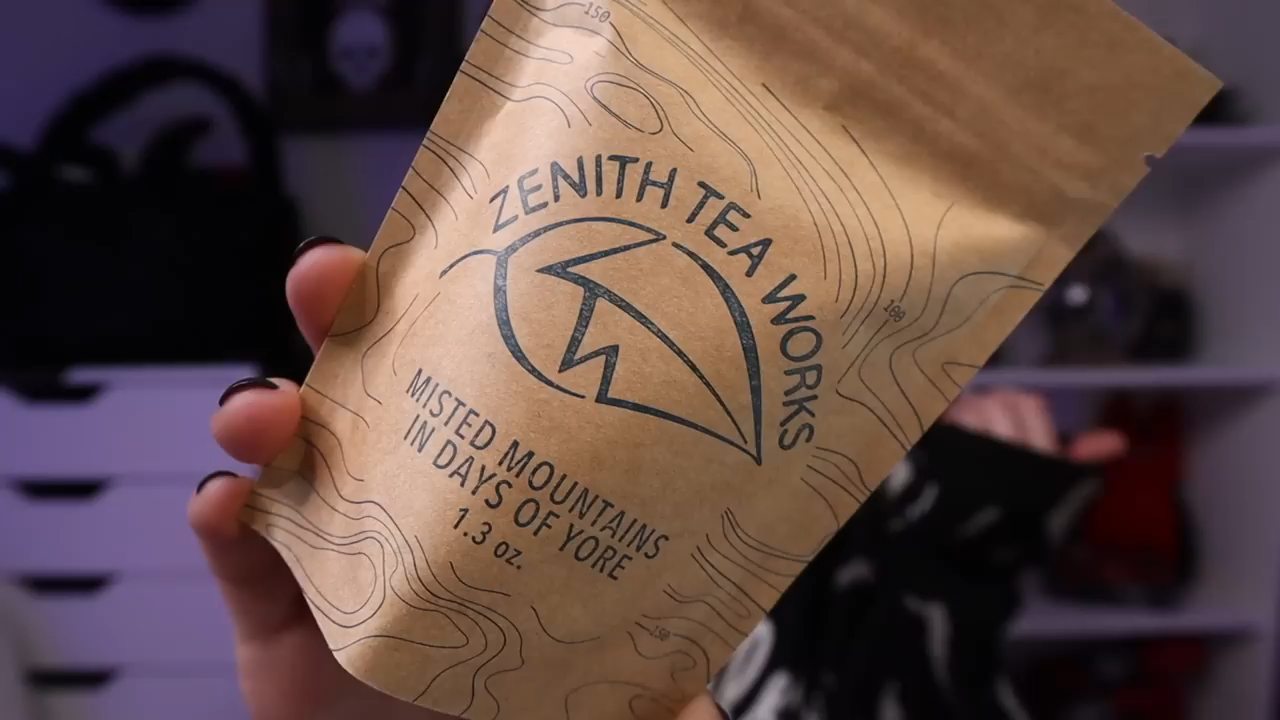 150
ZENITH TEA WORKS
100
MISTED MOUNTAINS
IN DAYS OF YORE
1.3 oz.
150